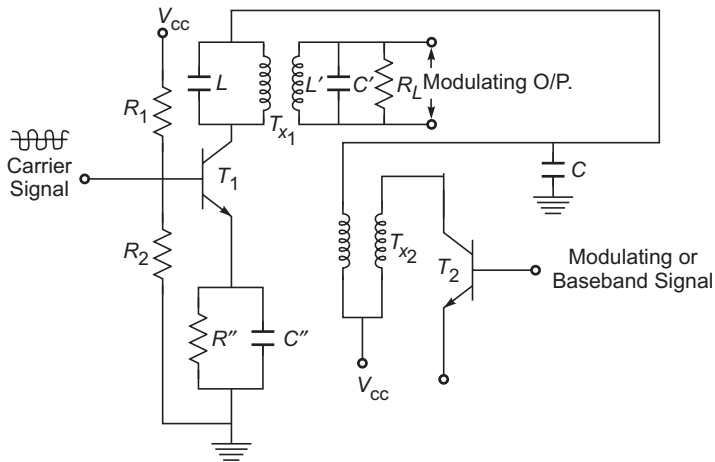 V_cc
R_1
L
L′
C′
R_L
Modulating O/P.
T_x1
Carrier
Signal
T_1
C
R_2
T_x2
T_2
Modulating or
Baseband Signal
R″
C″
V_cc